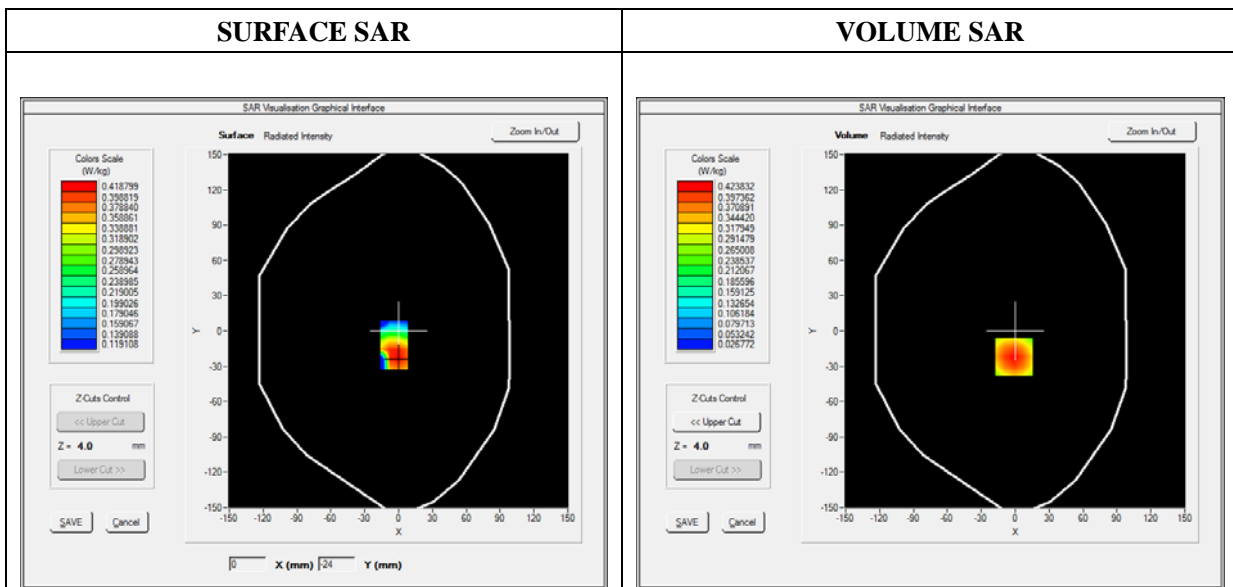 SURFACE SAR
VOLUME SAR
SAR Visualisation Graphical Interface
Surface Radiated Intensity
Zoom In/Out
Colors Scale
(W/kg)
0.418799
0.398819
0.378840
0.358861
0.338881
0.318902
0.298923
0.278943
0.258964
0.238985
0.219005
0.199026
0.179046
0.159067
0.139088
0.119108
Z-Cuts Control
<< Upper Cut
Z = 4.0 mm
Lower Cut >>
SAVE Cancel
150
120
90
60
30
0
-30
-60
-90
-120
-150
Y
-150 -120 -90 -60 -30 0 30 60 90 120 150
X
0 X (mm) -24 Y (mm)
SAR Visualisation Graphical Interface
Volume Radiated Intensity
Zoom In/Out
Colors Scale
(W/kg)
0.423832
0.397362
0.370891
0.344420
0.317949
0.291479
0.265008
0.238537
0.212067
0.185596
0.159125
0.132654
0.106184
0.079713
0.053242
0.026772
Z-Cuts Control
<< Upper Cut
Z = 4.0 mm
Lower Cut >>
SAVE Cancel
150
120
90
60
30
0
-30
-60
-90
-120
-150
Y
-150 -120 -90 -60 -30 0 30 60 90 120 150
X